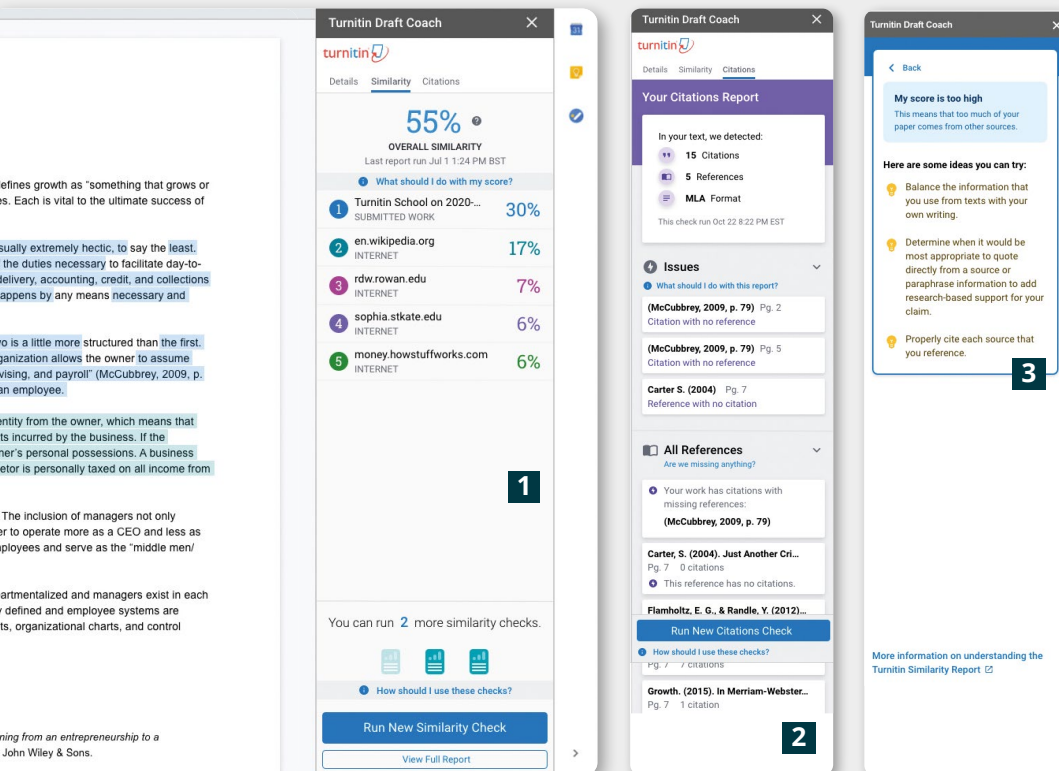 efines growth as "something that grows or
es. Each is vital to the ultimate success of
sually extremely hectic, to say the least.
the duties necessary to facilitate day-to-
delivery, accounting, credit, and collections
appens by any means necessary and
vo is a little more structured than the first.
ganization allows the owner to assume
vising, and payroll" (McCubbrey, 2009, p.
an employee.
entity from the owner, which means that
ts incurred by the business. If the
ner's personal possessions. A business
etor is personally taxed on all income from
The inclusion of managers not only
er to operate more as a CEO and less as
ployees and serve as the "middle men/
artmentalized and managers exist in each
y defined and employee systems are
ts, organizational charts, and control
ning from an entrepreneurship to a
John Wiley & Sons.
Turnitin Draft Coach
turnitin
Details Similarity Citations
55%
OVERALL SIMILARITY
Last report run Jul 1 1:24 PM BST
What should I do with my score?
1 Turnitin School on 2020-... 30%
SUBMITTED WORK
2 en.wikipedia.org 17%
INTERNET
3 rdw.rowan.edu 7%
INTERNET
4 sophia.stkate.edu 6%
INTERNET
5 money.howstuffworks.com 6%
INTERNET
1
You can run 2 more similarity checks.
How should I use these checks?
Run New Similarity Check
View Full Report
31
Turnitin Draft Coach
turnitin
Details Similarity Citations
Your Citations Report
In your text, we detected:
15 Citations
5 References
MLA Format
This check run Oct 22 8:22 PM EST
Issues
What should I do with this report?
(McCubbrey, 2009, p. 79) Pg. 2
Citation with no reference
(McCubbrey, 2009, p. 79) Pg. 5
Citation with no reference
Carter S. (2004) Pg. 7
Reference with no citation
All References
Are we missing anything?
Your work has citations with
missing references:
(McCubbrey, 2009, p. 79)
Carter, S. (2004). Just Another Cri...
Pg. 7 0 citations
This reference has no citations.
Flamholtz, E. G., & Randle, Y. (2012)...
Run New Citations Check
How should I use these checks?
Pg. 7 7 citations
Growth. (2015). In Merriam-Webster...
Pg. 7 1 citation
2
Turnitin Draft Coach
Back
My score is too high
This means that too much of your
paper comes from other sources.
Here are some ideas you can try:
Balance the information that
you use from texts with your
own writing.
Determine when it would be
most appropriate to quote
directly from a source or
paraphrase information to add
research-based support for your
claim.
Properly cite each source that
you reference.
3
More information on understanding the
Turnitin Similarity Report